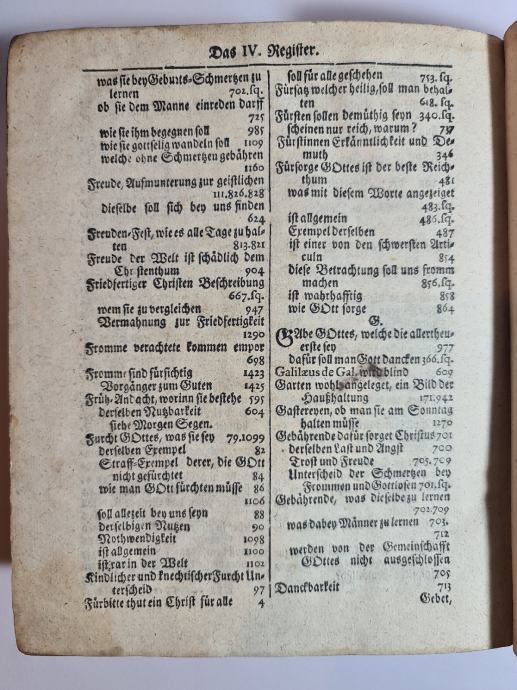 Das IV. Register.
was sie bey Geburts-Schmertzen zu
lernen 702.sq.
ob sie dem Manne einreden darff
725
wie sie ihm begegnen soll 985
wie sie gottselig wandeln soll 1109
welche ohne Schmertzen gebähren
1160
Freude, Aufmunterung zur geistlichen
111.826.828
dieselbe soll sich bey uns finden
624
Freuden-Fest, wie es alle Tage zu hal-
ten 813.821
Freude der Welt ist schädlich dem
Christenthum 904
Friedfertiger Christen Beschreibung
667.sq.
wem sie zu vergleichen 947
Vermahnung zur Friedfertigkeit
1290
Fromme verachtete kommen empor
698
Fromme sind fürsichtig 1423
Vorgänger zum Guten 1425
Früh-Andacht, worinn sie bestehe 595
derselben Nutzbarkeit 604
siehe Morgen Segen.
Furcht GOttes, was sie sey 79.1099
derselben Exempel 82
Straff-Exempel derer, die GOtt
nicht gefürchtet 84
wie man GOtt fürchten müsse 86
1106
soll allezeit bey uns seyn 88
derselbigen Nutzen 90
Nothwendigkeit 1098
ist allgemein 1100
ist rar in der Welt 1102
Kindlicher und knechtischer Furcht Un-
terscheid 97
Fürbitte thut ein Christ für alle 4
soll für alle geschehen 753.sq.
Fürsatz welcher heilig, soll man behal-
ten 618.sq.
Fürsten sollen demüthig seyn 340.sq.
scheinen nur reich, warum? 737
Fürstinnen Erkänntlichkeit und De-
muth 346
Fürsorge GOttes ist der beste Reich-
thum 481
was mit diesem Worte angezeiget
483.sq.
ist allgemein 486.sq.
Exempel derselben 487
ist einer von den schwersten Arti-
culn 854
diese Betrachtung soll uns fromm
machen 856.sq.
ist wahrhafftig 858
wie GOtt sorge 864
G.
GAbe GOttes, welche die allertheu-
erste sey 977
dafür soll man Gott dancken 366.sq.
Galilæus de Gal. wird blind 609
Garten wohl angeleget, ein Bild der
Haußhaltung 171.942
Gastereyen, ob man sie am Sonntag
halten müsse 1270
Gebährende dafür sorget Christus 701
derselben Last und Angst 700
Trost und Freude 705.709
Unterscheid der Schmertzen bey
Frommen und Gottlosen 701.sq.
Gebährende, was dieselbe zu lernen
702.709
was dabey Männer zu lernen 703.
712
werden von der Gemeinschafft
GOttes nicht ausgeschlossen
705
Danckbarkeit 713
Gebet,